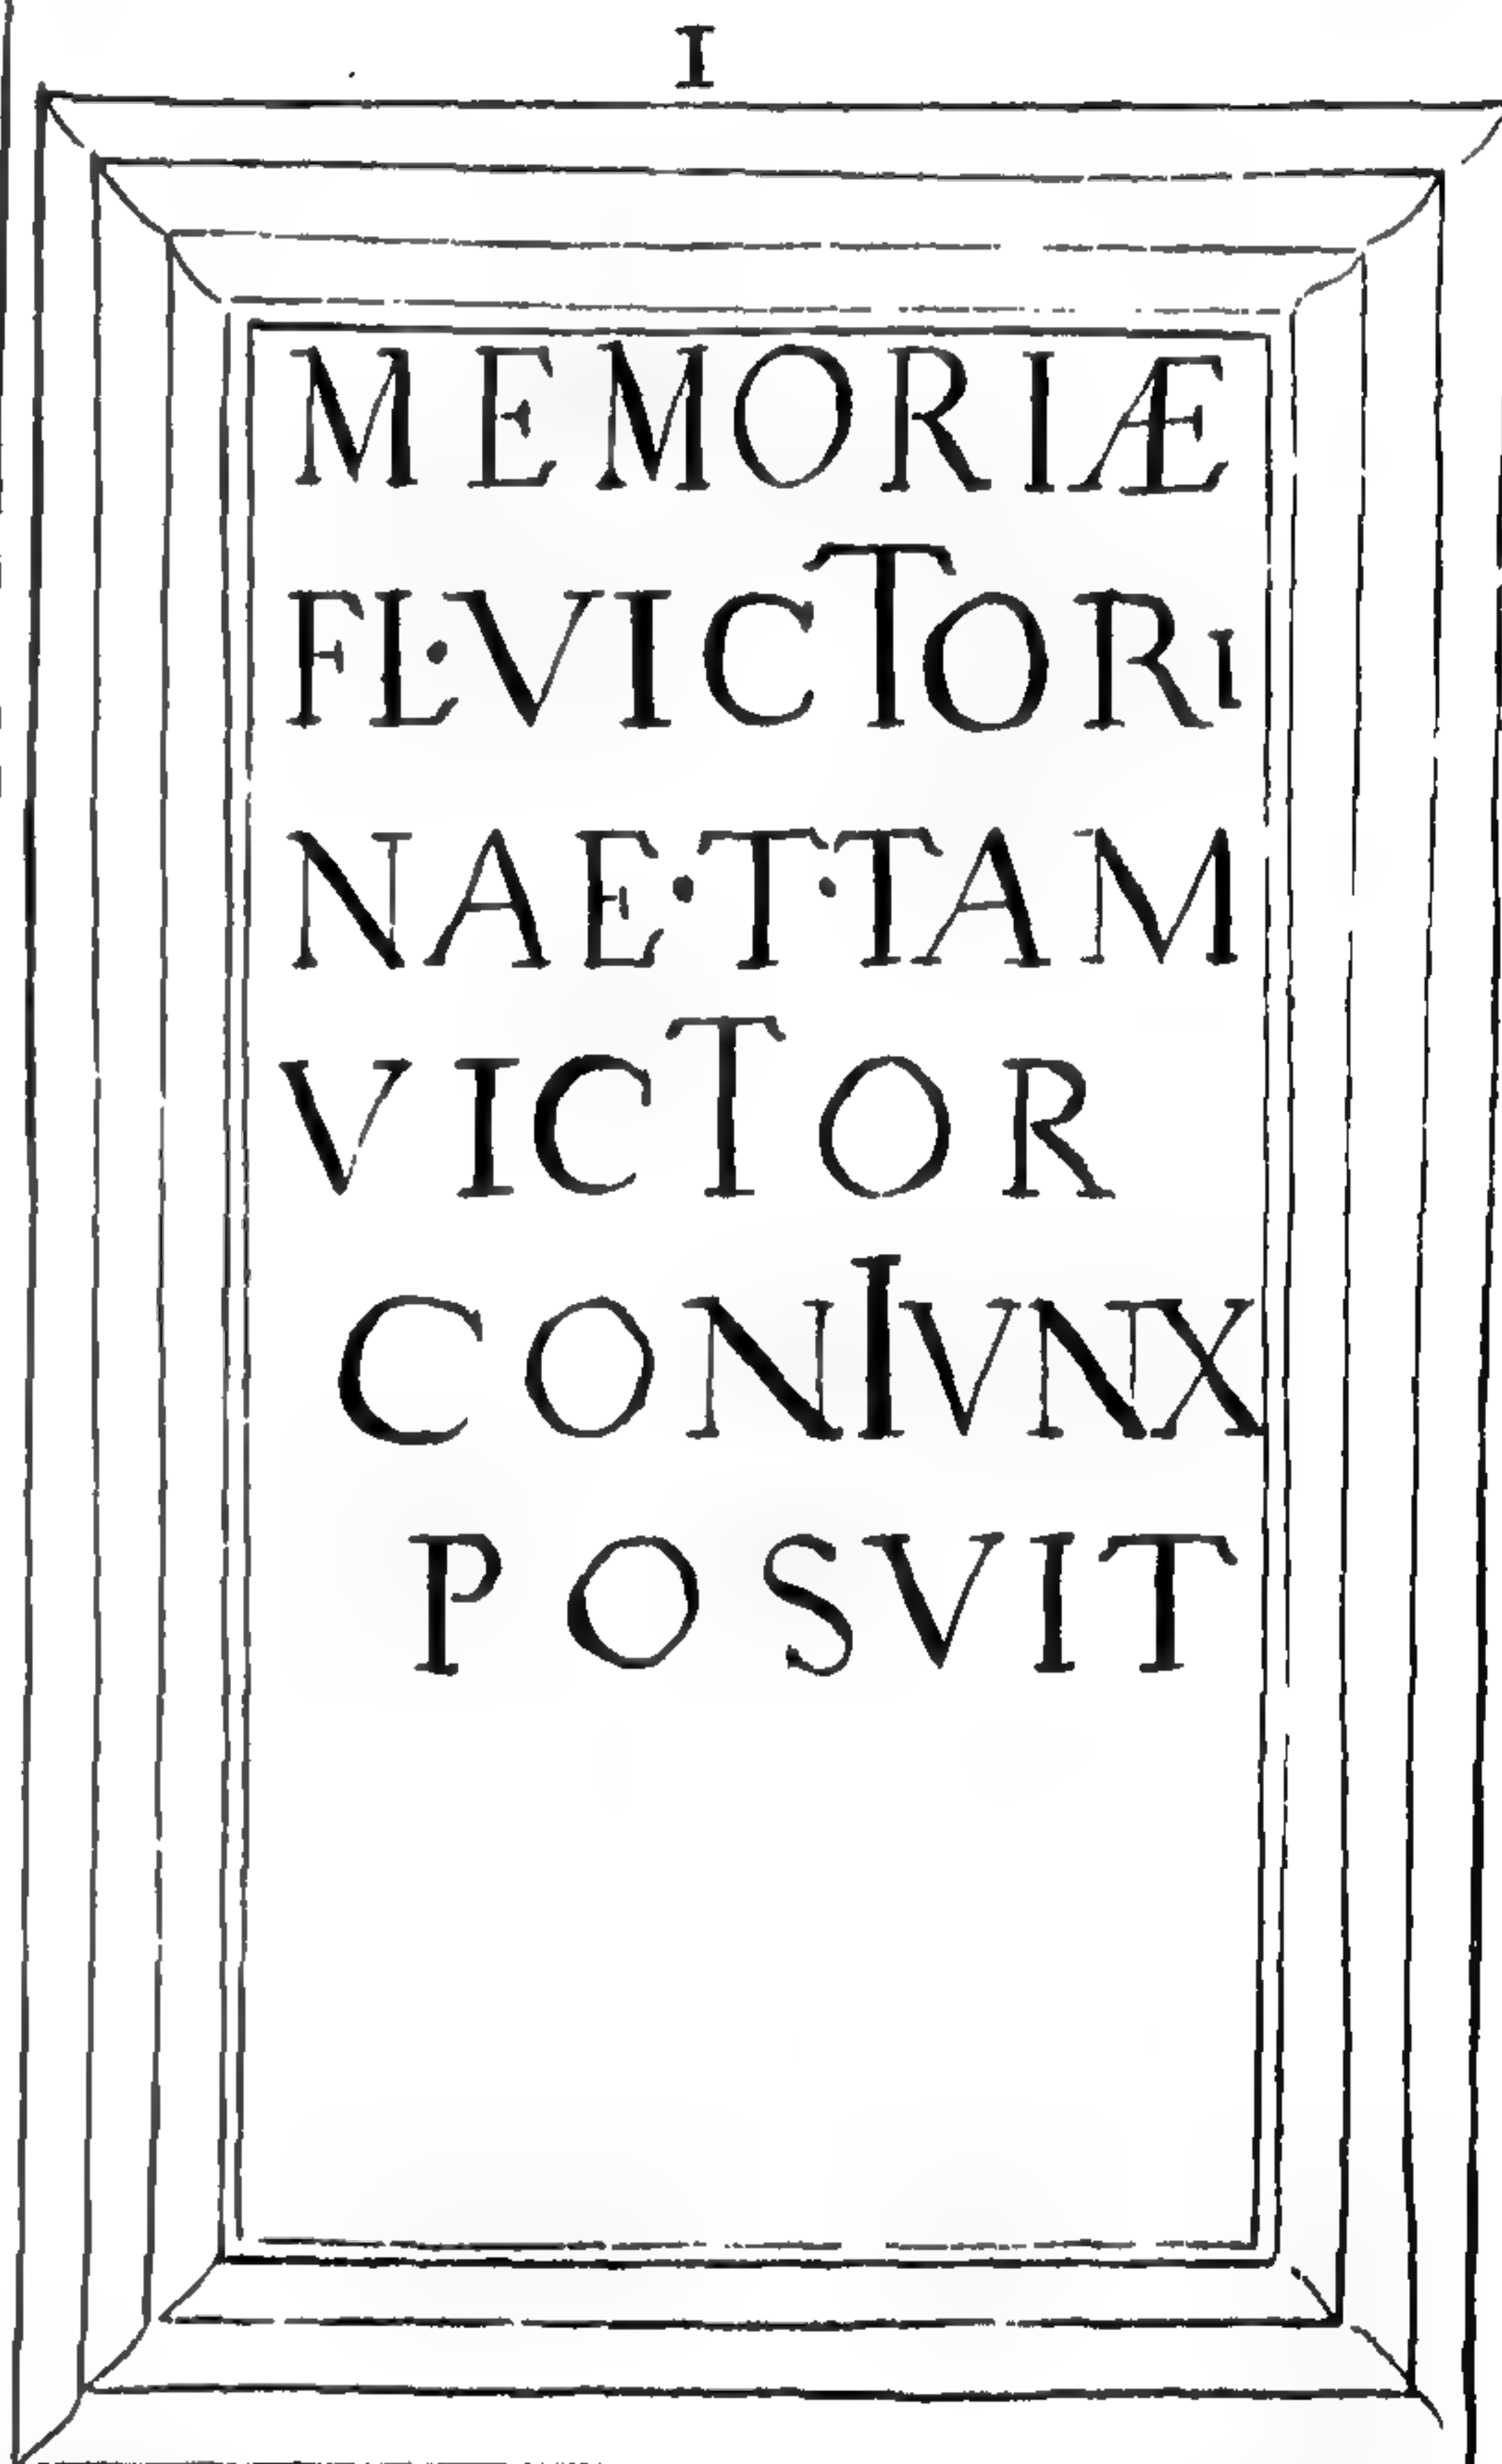 I
MEMORIÆ
FL·VICTORI
NAE·T·TAM
VICTOR
CONIVNX
POSVIT